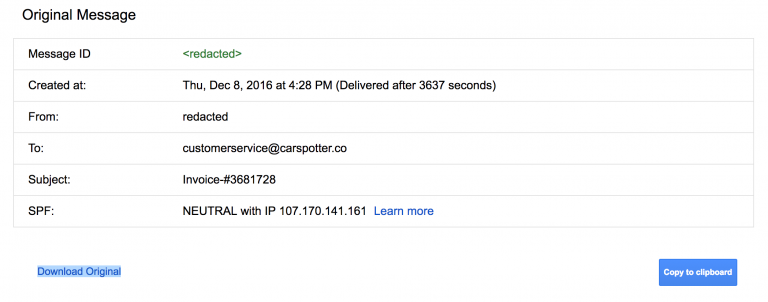 Original Message
Message ID <redacted>
Created at: Thu, Dec 8, 2016 at 4:28 PM (Delivered after 3637 seconds)
From: redacted
To: customerservice@carspotter.co
Subject: Invoice-#3681728
SPF: NEUTRAL with IP 107.170.141.161 Learn more
Download Original Copy to clipboard